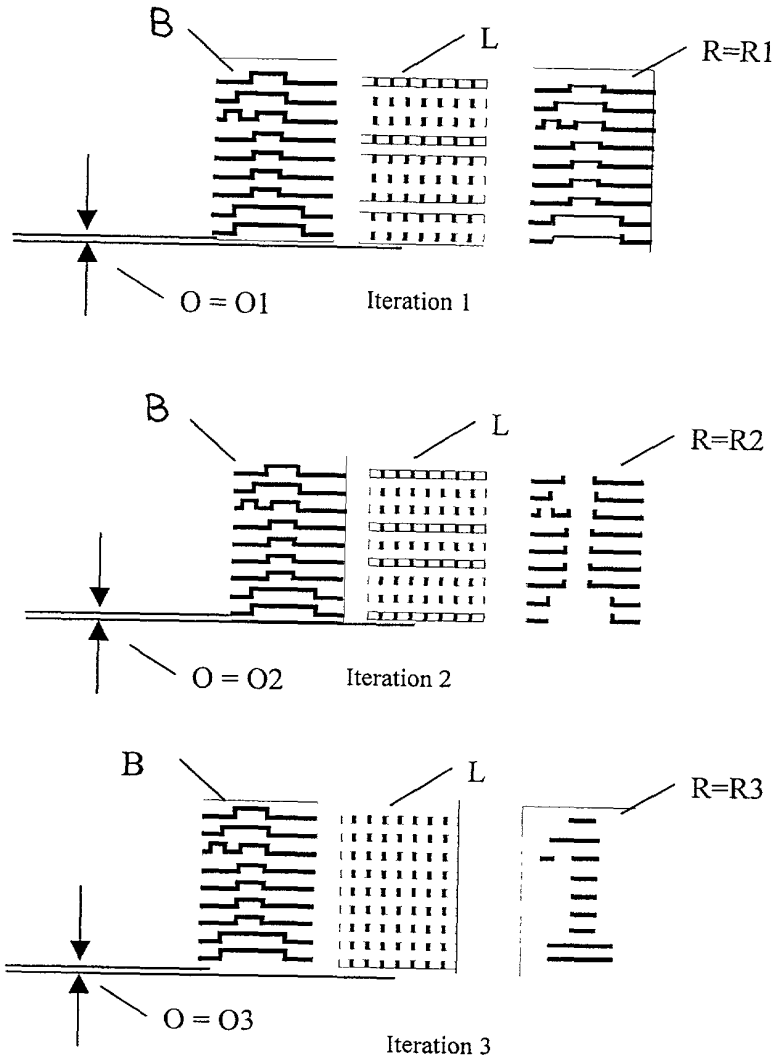 B
L
R=R1
O = O1
Iteration 1
B
L
R=R2
O = O2
Iteration 2
B
L
R=R3
O = O3
Iteration 3